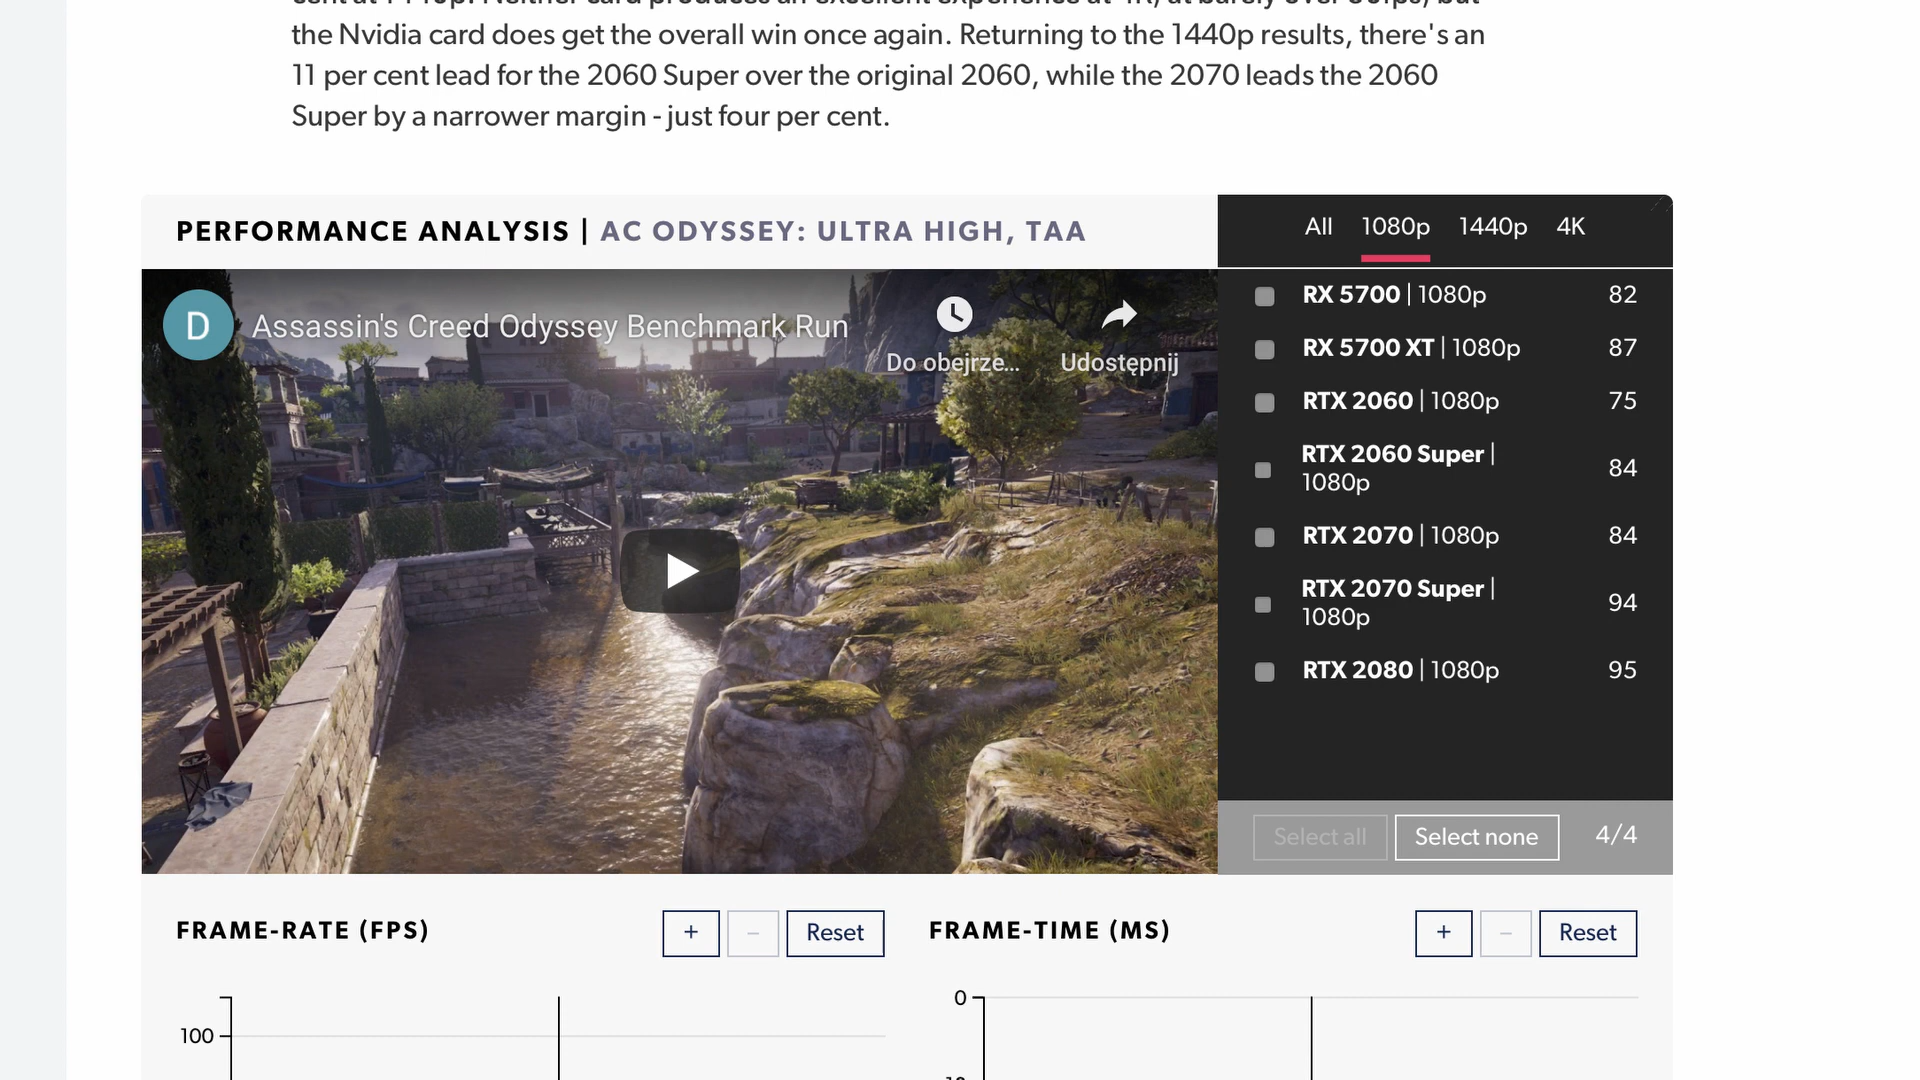 the Nvidia card does get the overall win once again. Returning to the 1440p results, there's an
11 per cent lead for the 2060 Super over the original 2060, while the 2070 leads the 2060
Super by a narrower margin - just four per cent.
PERFORMANCE ANALYSIS | AC ODYSSEY: ULTRA HIGH, TAA
All 1080p 1440p 4K
D
Assassin's Creed Odyssey Benchmark Run
Do obejrze...
Udostępnij
RX 5700 | 1080p 82
RX 5700 XT | 1080p 87
RTX 2060 | 1080p 75
RTX 2060 Super |
1080p
84
RTX 2070 | 1080p 84
RTX 2070 Super |
1080p
94
RTX 2080 | 1080p 95
Select all Select none 4/4
FRAME-RATE (FPS) + – Reset
FRAME-TIME (MS) + – Reset
100
0